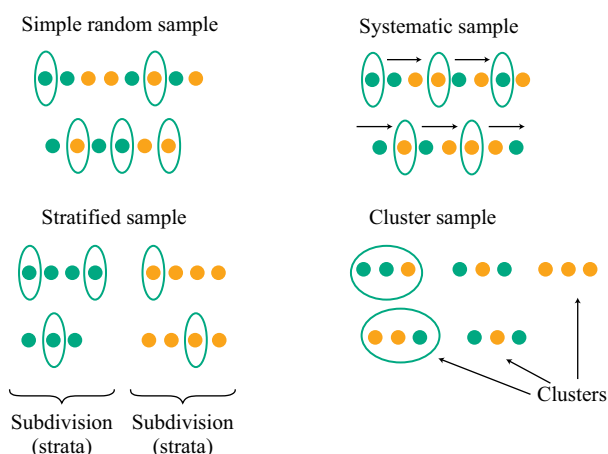 Simple random sample
Systematic sample
Stratified sample
Cluster sample
Subdivision
(strata)
Subdivision
(strata)
Clusters